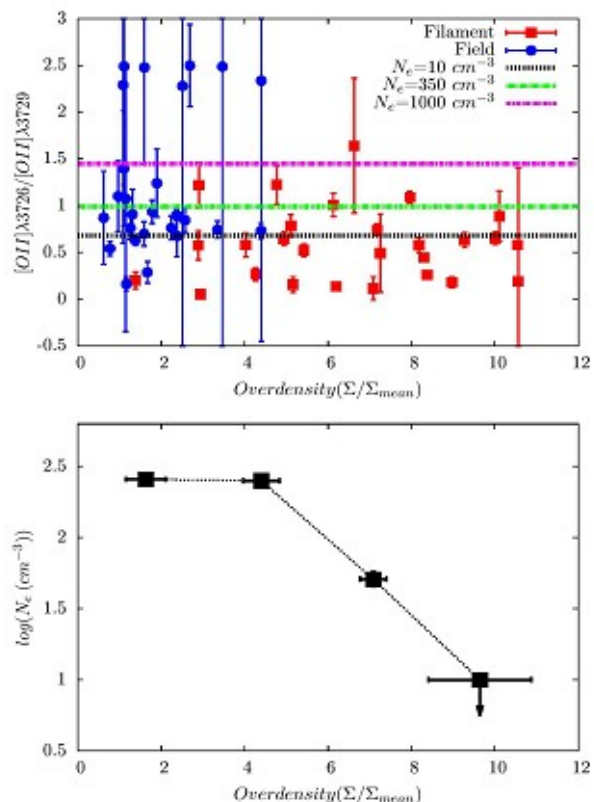 3
2.5
2
1.5
1
0.5
0
-0.5
[OII]λ3726/[OII]λ3729
Filament
Field
Nₑ=10 cm⁻³
Nₑ=350 cm⁻³
Nₑ=1000 cm⁻³
0 2 4 6 8 10 12
Overdensity(Σ/Σ_mean)
2.5
2
1.5
1
0.5
log(Nₑ (cm⁻³))
0 2 4 6 8 10 12
Overdensity(Σ/Σ_mean)